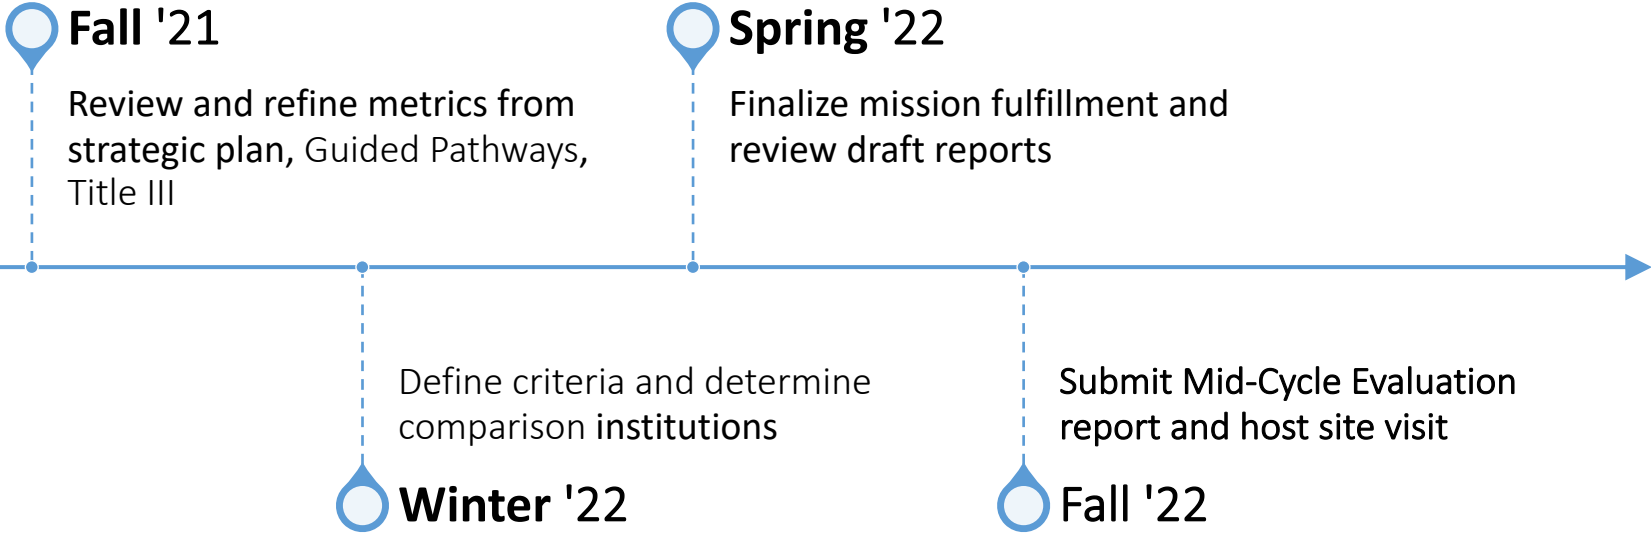 Fall '21
Review and refine metrics from
strategic plan, Guided Pathways,
Title III
Define criteria and determine
comparison institutions
Winter '22
Spring '22
Finalize mission fulfillment and
review draft reports
Submit Mid-Cycle Evaluation
report and host site visit
Fall '22